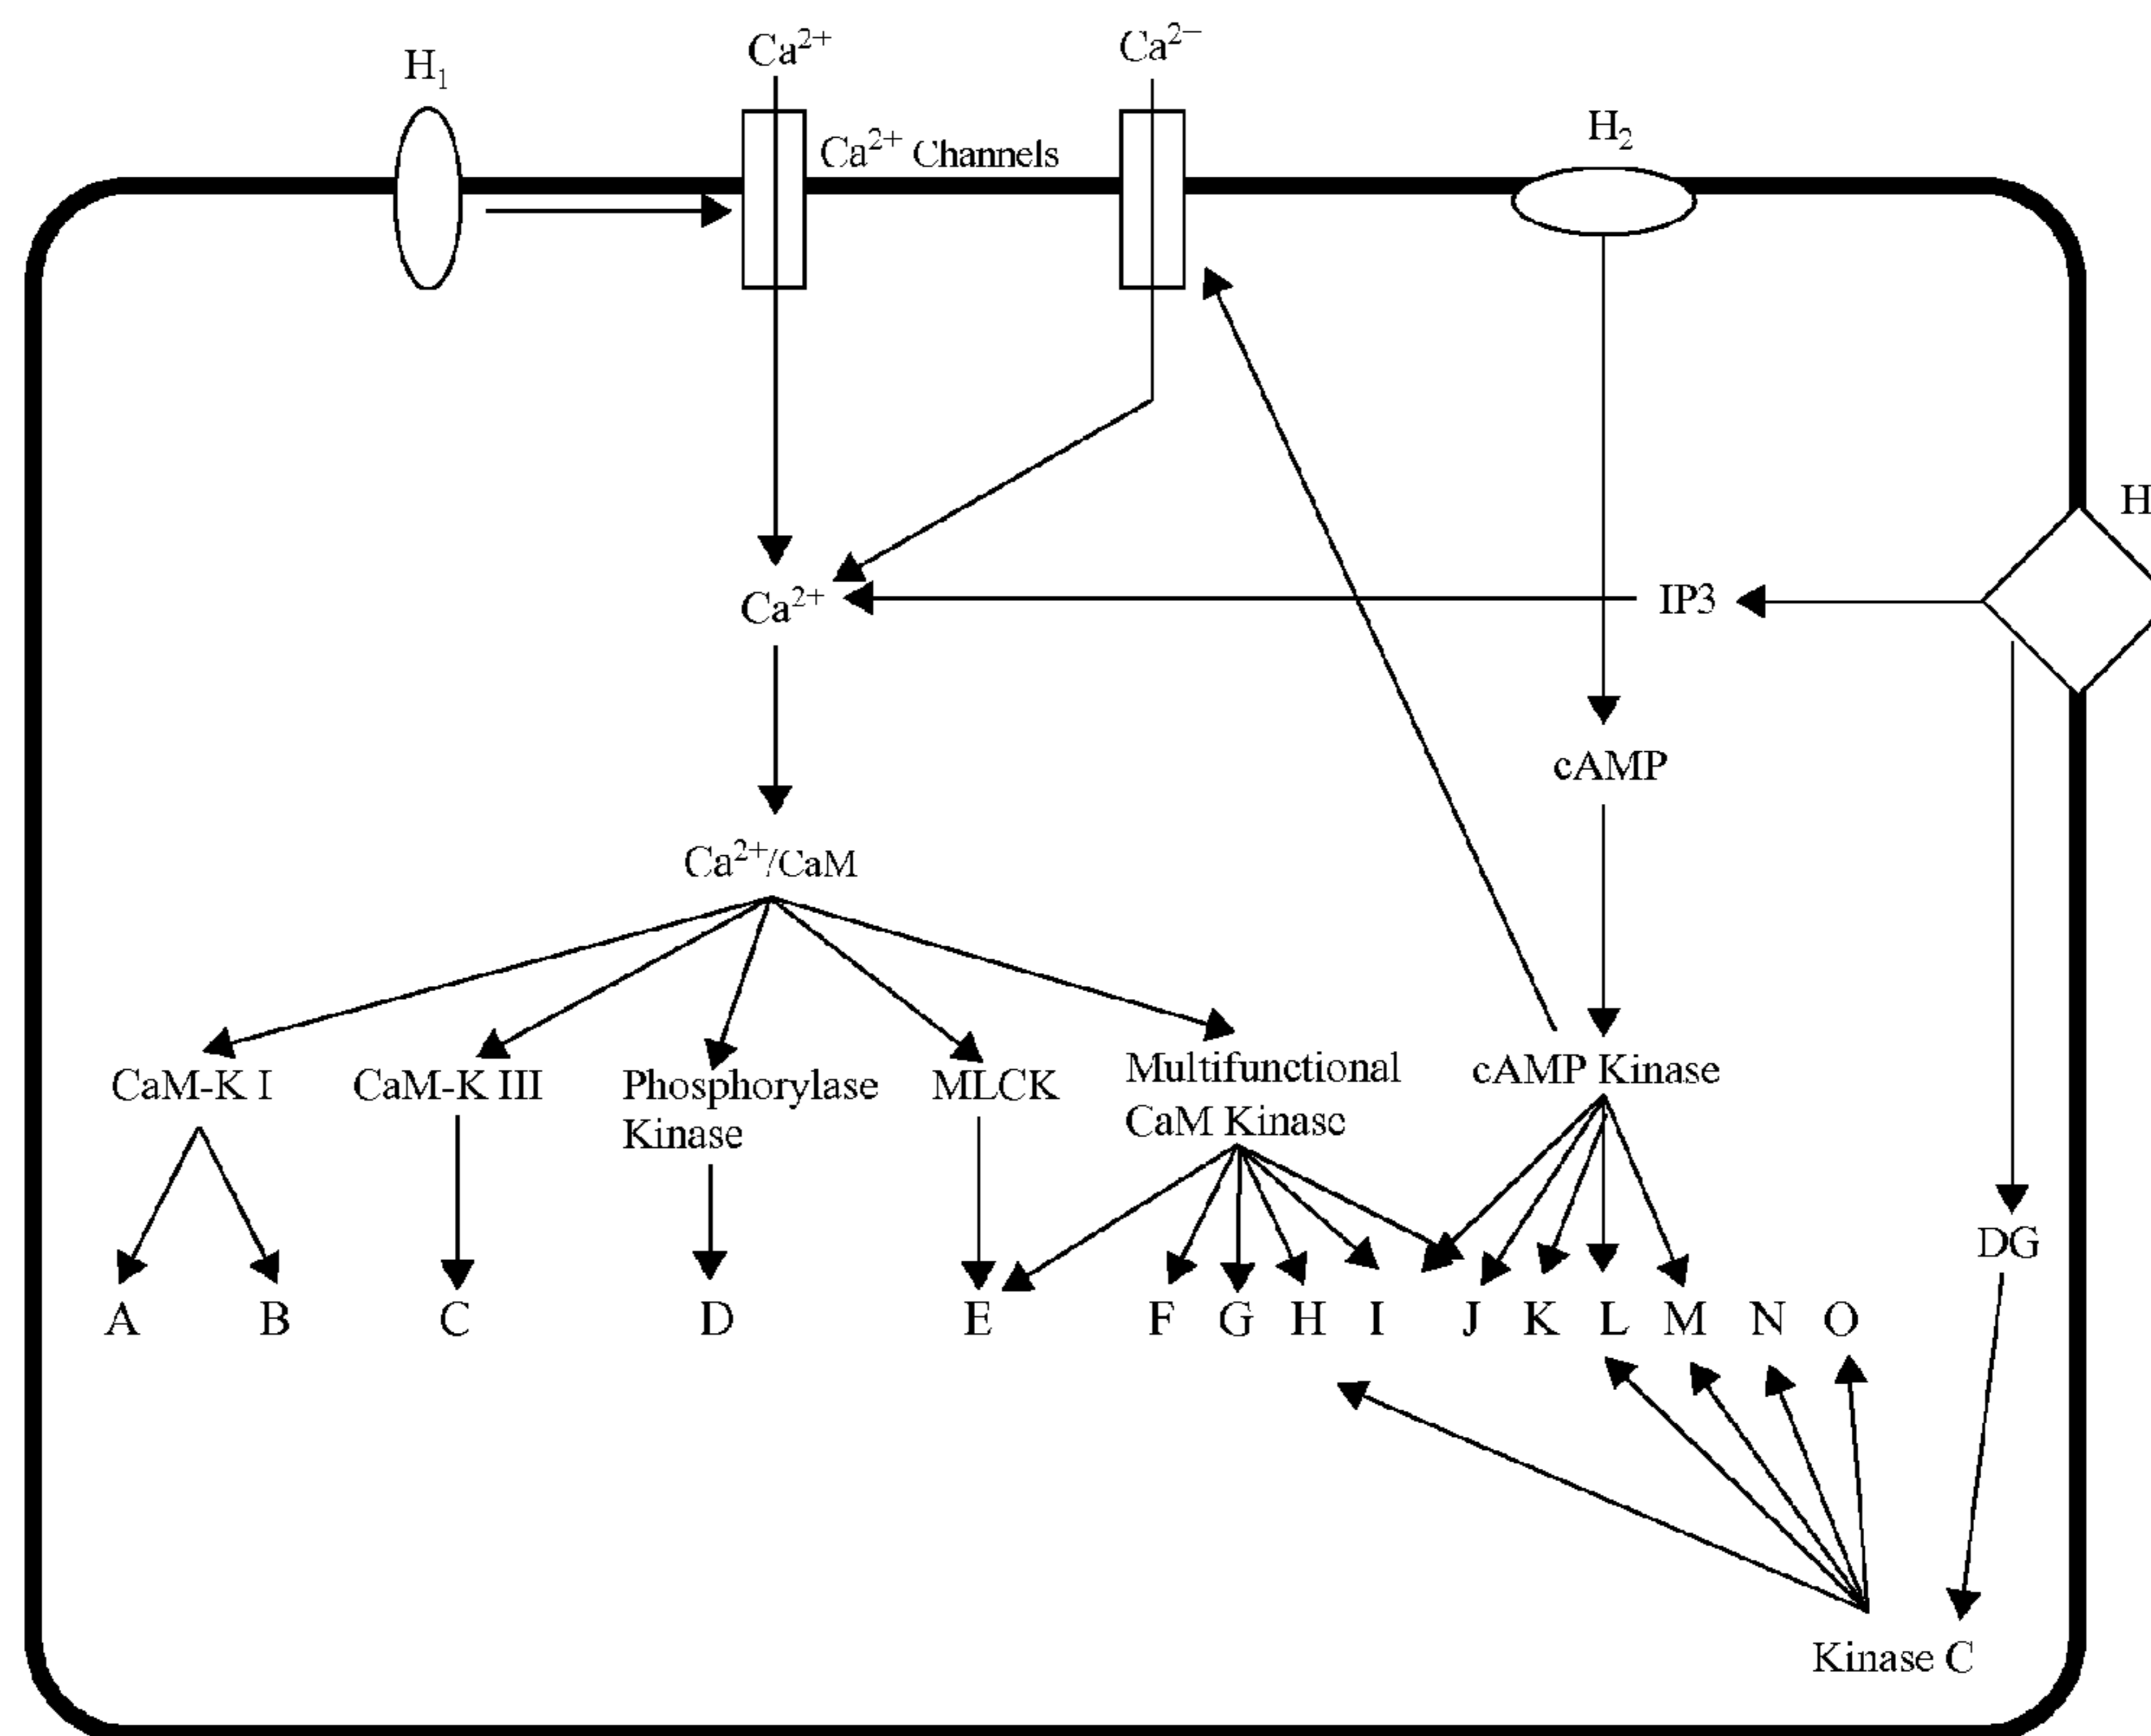 H₁
Ca²⁺
Ca²⁻
Ca²⁺ Channels
H₂
H
Ca²⁺
IP3
cAMP
Ca²⁺/CaM
CaM-K I
CaM-K III
Phosphorylase
Kinase
MLCK
Multifunctional
CaM Kinase
cAMP Kinase
DG
A B C D E F G H I J K L M N O
Kinase C